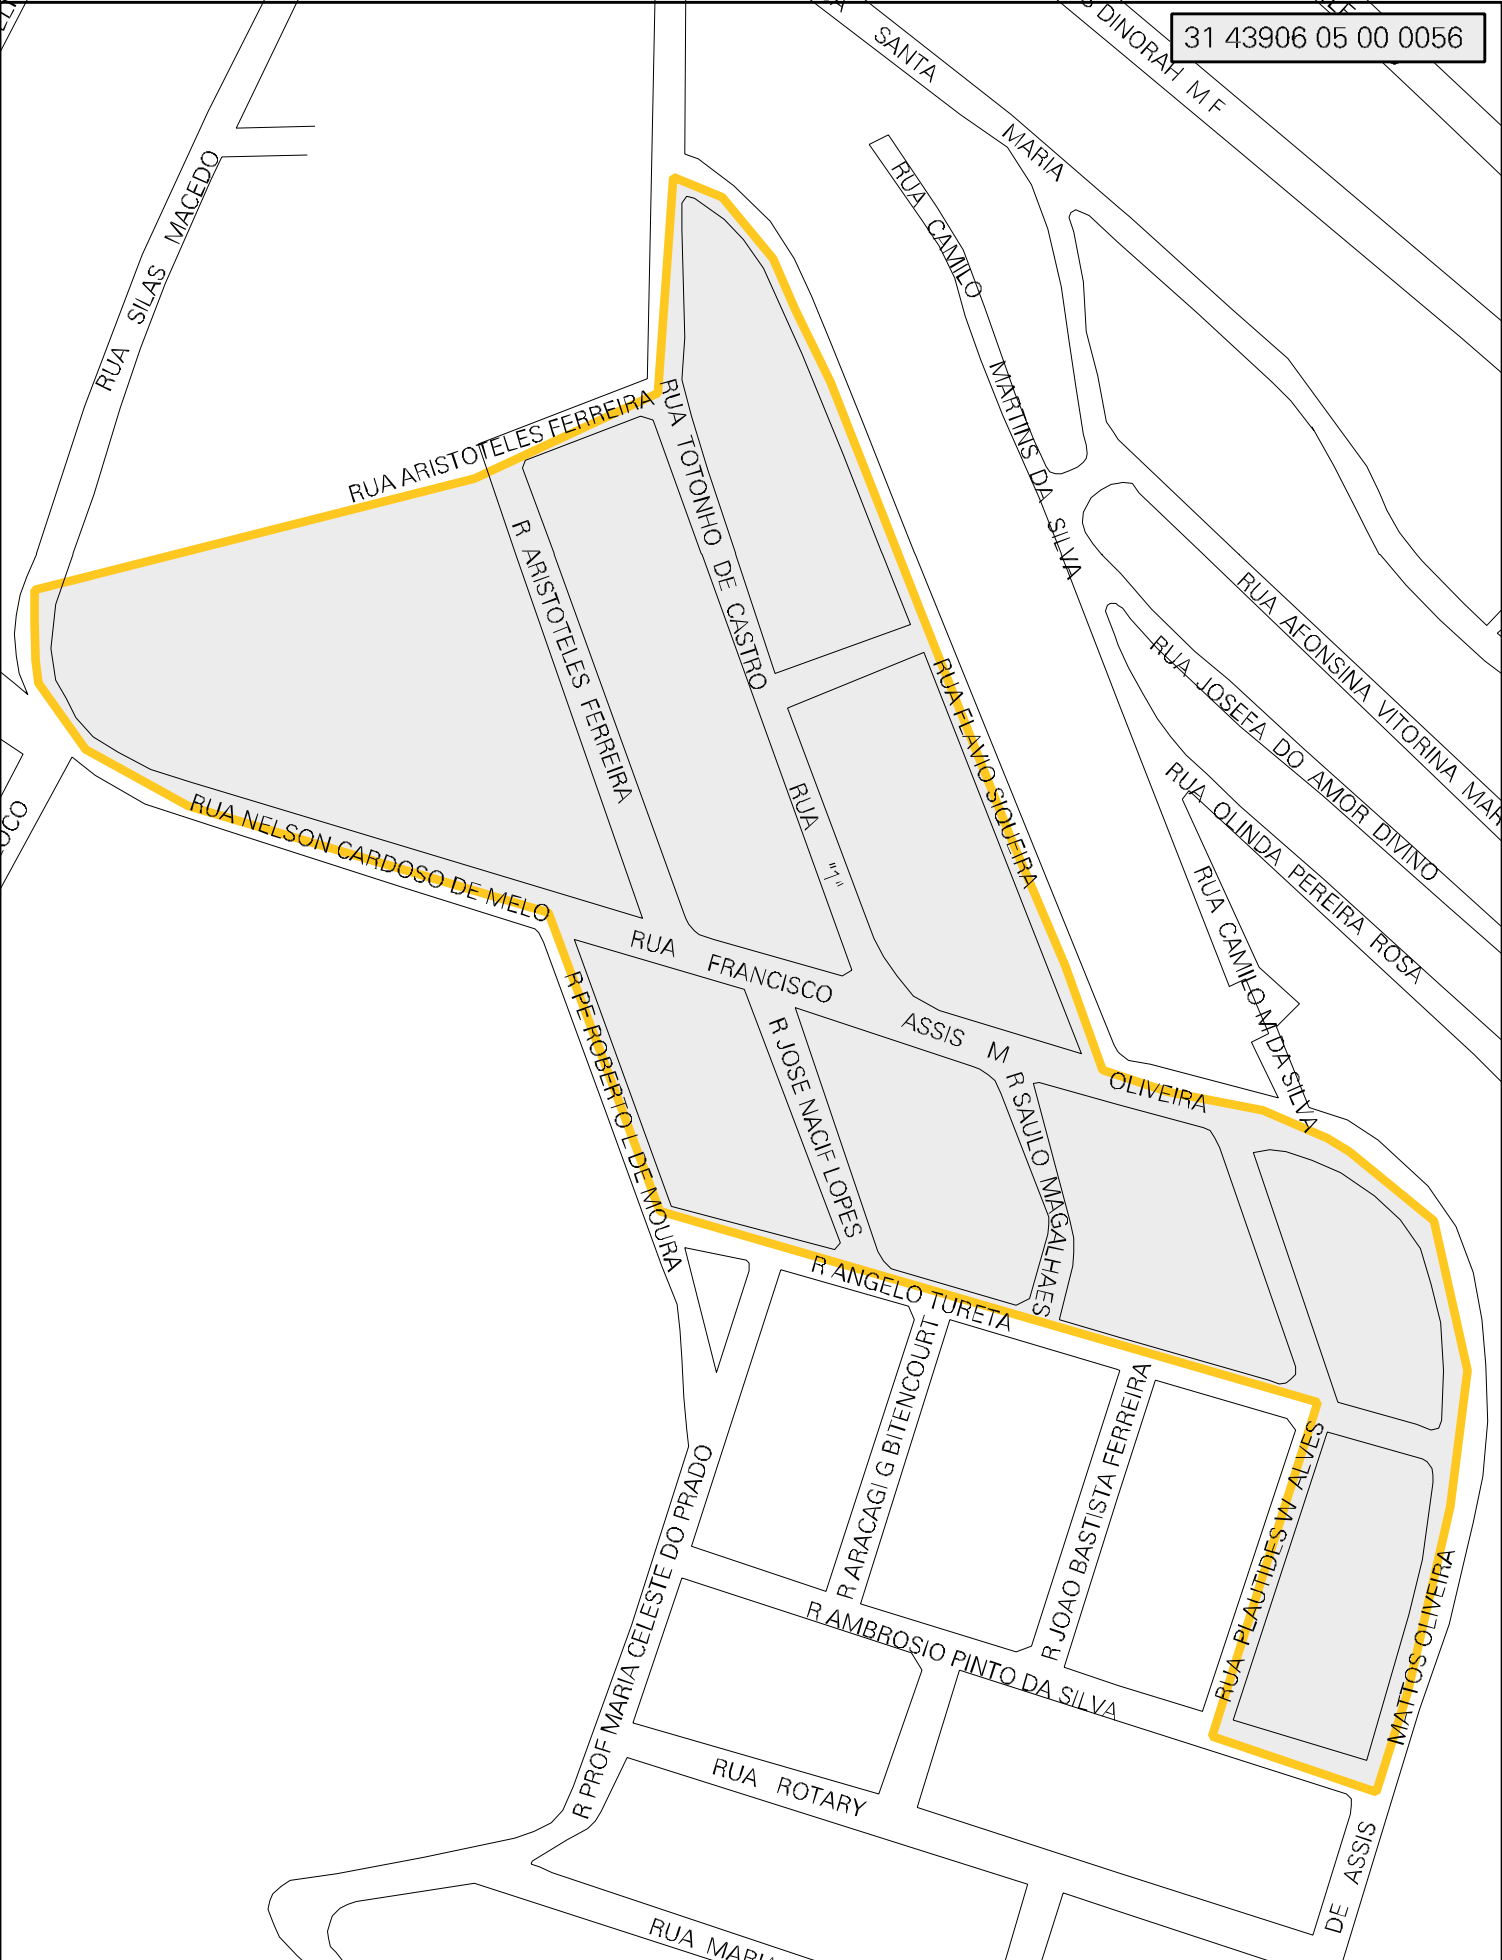 31 43906 05 00 0056
S DINORAH M F
SANTA MARIA
RUA SILAS MACEDO
RUA CAMILO MARTINS DA SILVA
RUA ARISTOTELES FERREIRA
RUA TOTONHO DE CASTRO
R ARISTOTELES FERREIRA
RUA AFONSINA VITORINA MAR
RUA JOSEFA DO AMOR DIVINO
RUA OLINDA PEREIRA ROSA
RUA FLAVIO SIQUEIRA
RUA "1"
RUA NELSON CARDOSO DE MELO
OCO
RUA CAMILO M DA SILVA
RUA FRANCISCO ASSIS M OLIVEIRA
R PE ROBERTO L DE MOURA
R JOSE NACIF LOPES
R SAULO MAGALHAES
R ANGELO TURETA
R ARACAGI G BITENCOURT
R JOAO BASTISTA FERREIRA
RUA PLAUTIDES W ALVES
R PROF MARIA CELESTE DO PRADO
R AMBROSIO PINTO DA SILVA
MATTOS OLIVEIRA
RUA ROTARY
DE ASSIS
RUA MARIA